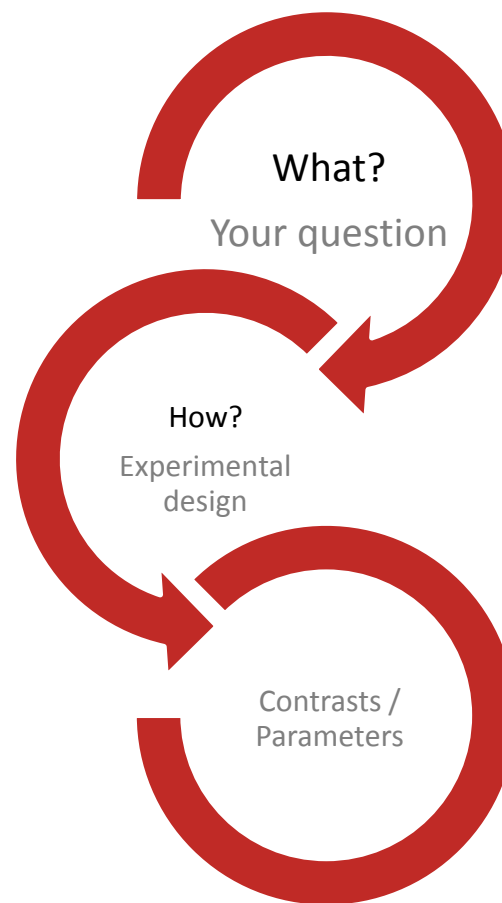 What?
Your question
How?
Experimental
design
Contrasts /
Parameters